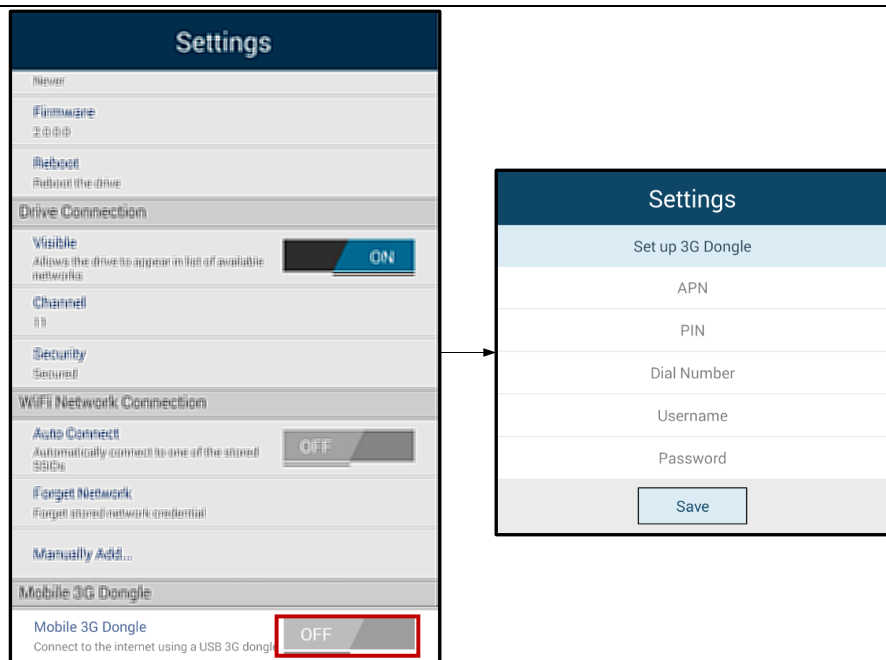 Settings
Never
Firmware
2.0.0.0
Reboot
Reboot the drive
Drive Connection
Visible
Allows the drive to appear in list of available
networks
ON
Channel
11
Security
Secured
WiFi Network Connection
Auto Connect
Automatically connect to one of the stored
SSIDs
OFF
Forget Network
Forget stored network credential
Manually Add...
Mobile 3G Dongle
Mobile 3G Dongle
Connect to the internet using a USB 3G dongle
OFF
Settings
Set up 3G Dongle
APN
PIN
Dial Number
Username
Password
Save